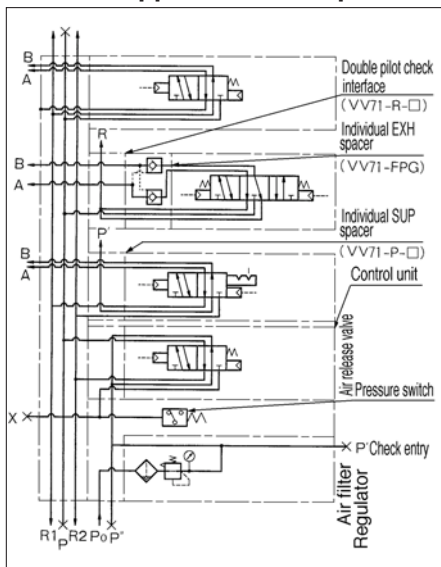 B
A
Double pilot check
interface
(VV71-R-□)
R
Individual EXH
spacer
B
(VV71-FPG)
A
Individual SUP
spacer
P'
(VV71-P-□)
B
A
Control unit
Air release valve
Pressure switch
X
P' Check entry
Air filter
Regulator
R1 P R2 Po P"